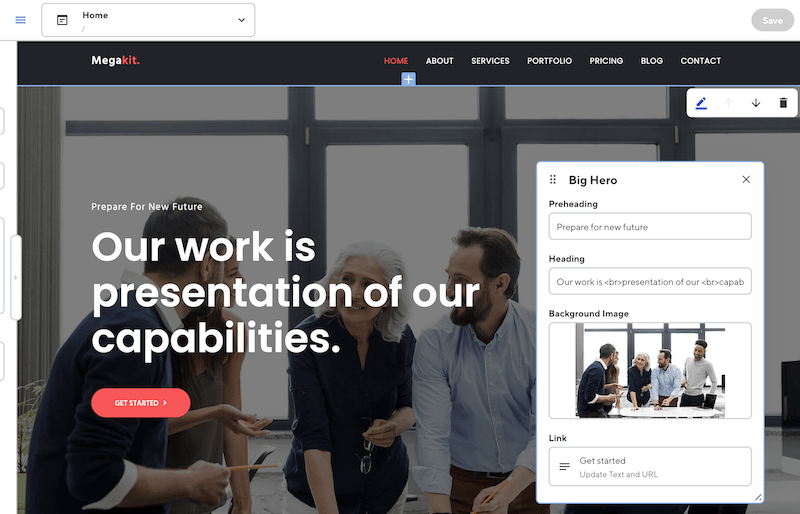 Home
/
Save
Megakit.
HOME ABOUT SERVICES PORTFOLIO PRICING BLOG CONTACT
Prepare For New Future
Our work is
presentation of our
capabilities.
GET STARTED
Big Hero
Preheading
Prepare for new future
Heading
Our work is <br>presentation of our <br>capab
Background Image
Link
Get started
Update Text and URL